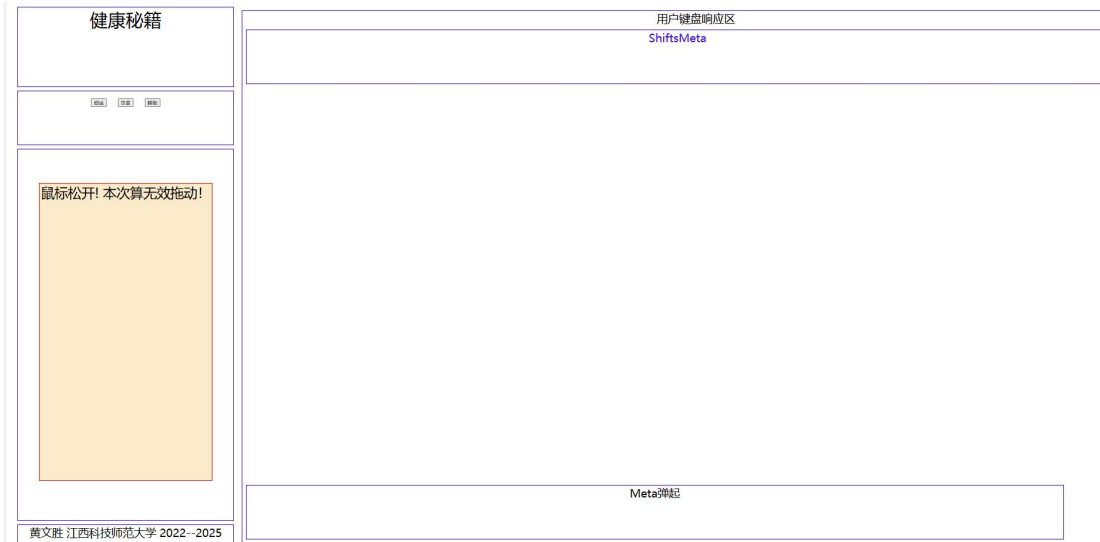 健康秘籍
鼠标松开! 本次算无效拖动!
黄文胜 江西科技师范大学 2022--2025
用户键盘响应区
ShiftsMeta
Meta弹起